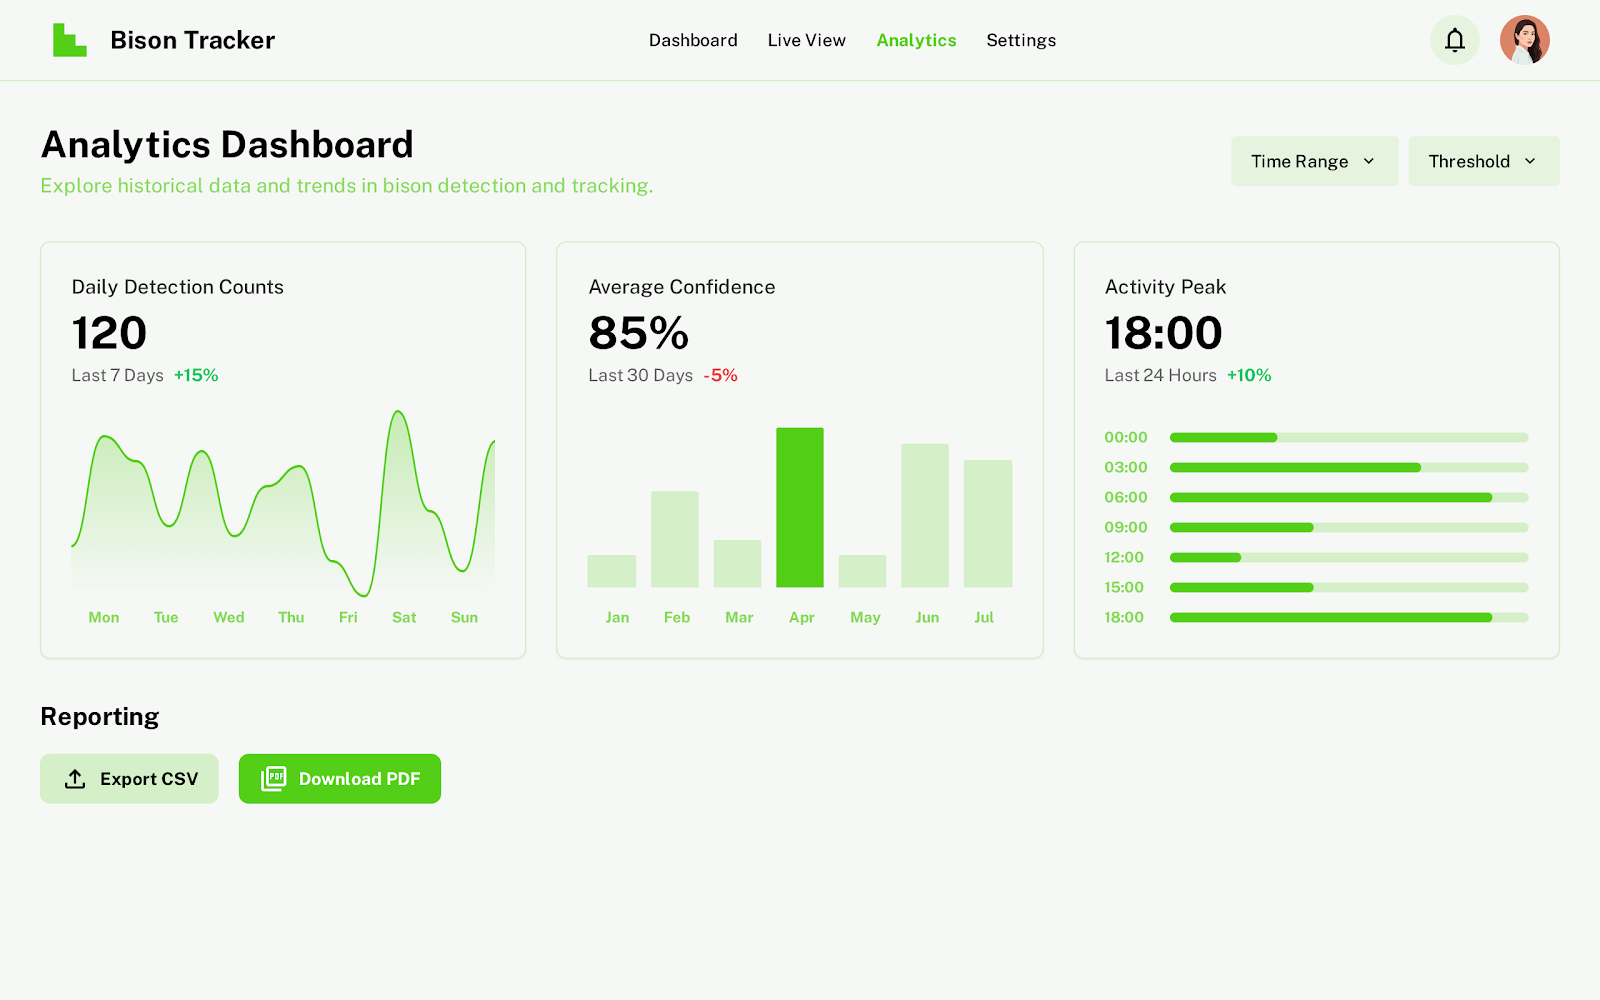 Bison Tracker
Dashboard
Live View
Analytics
Settings
Analytics Dashboard
Explore historical data and trends in bison detection and tracking.
Time Range
Threshold
Daily Detection Counts
120
Last 7 Days +15%
Mon Tue Wed Thu Fri Sat Sun
Average Confidence
85%
Last 30 Days -5%
Jan Feb Mar Apr May Jun Jul
Activity Peak
18:00
Last 24 Hours +10%
00:00
03:00
06:00
09:00
12:00
15:00
18:00
Reporting
Export CSV
PDF
Download PDF